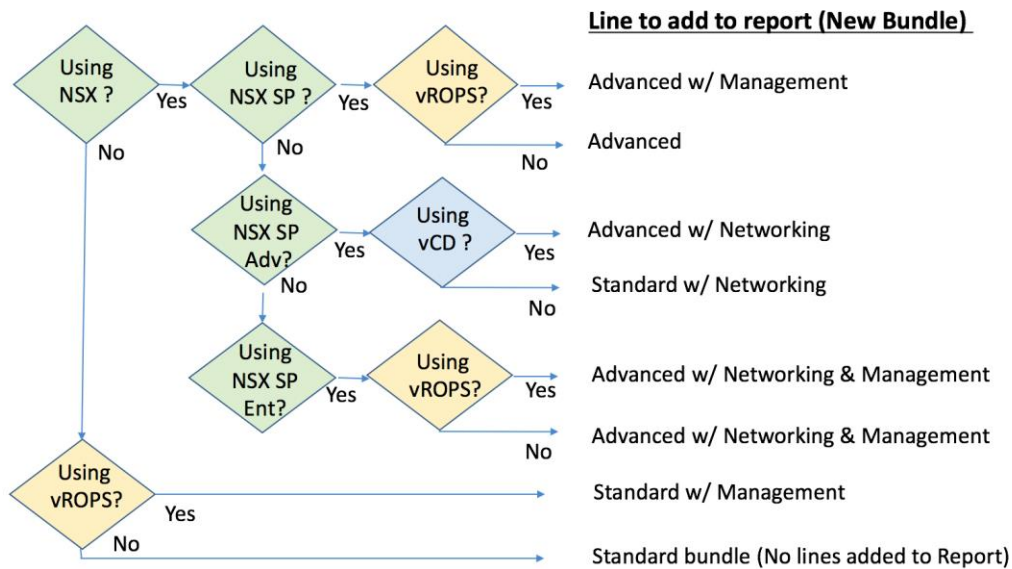 Line to add to report (New Bundle)
Using
NSX ?
Yes
No
Using
NSX SP ?
Yes
No
Using
vROPS?
Yes
Advanced w/ Management
No
Advanced
Using
NSX SP
Adv?
Yes
No
Using
vCD ?
Yes
Advanced w/ Networking
No
Standard w/ Networking
Using
NSX SP
Ent?
Yes
Using
vROPS?
Yes
Advanced w/ Networking & Management
No
Advanced w/ Networking & Management
Using
vROPS?
Yes
Standard w/ Management
No
Standard bundle (No lines added to Report)